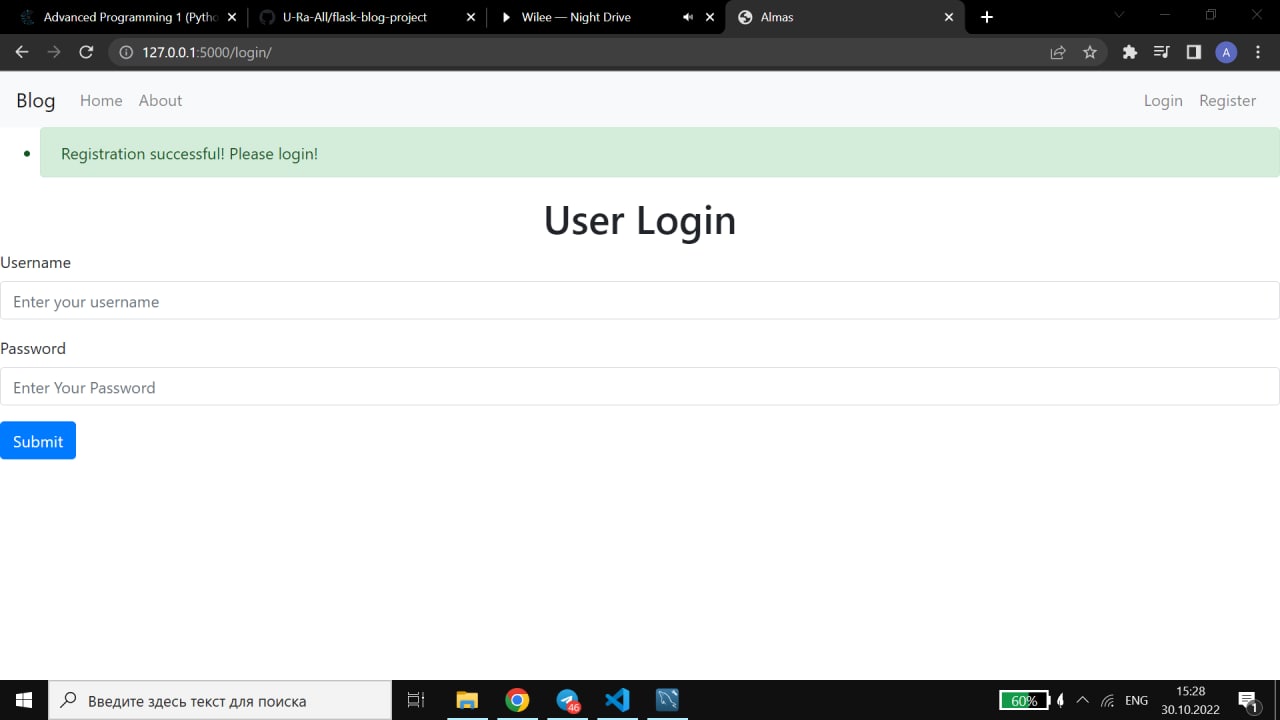 Advanced Programming 1 (Pytho
U-Ra-All/flask-blog-project
Wilee — Night Drive
Almas
127.0.0.1:5000/login/
A
Blog
Home
About
Login
Register
Registration successful! Please login!
User Login
Username
Enter your username
Password
Enter Your Password
Submit
Введите здесь текст для поиска
46
60%
ENG
15:28
30.10.2022
1